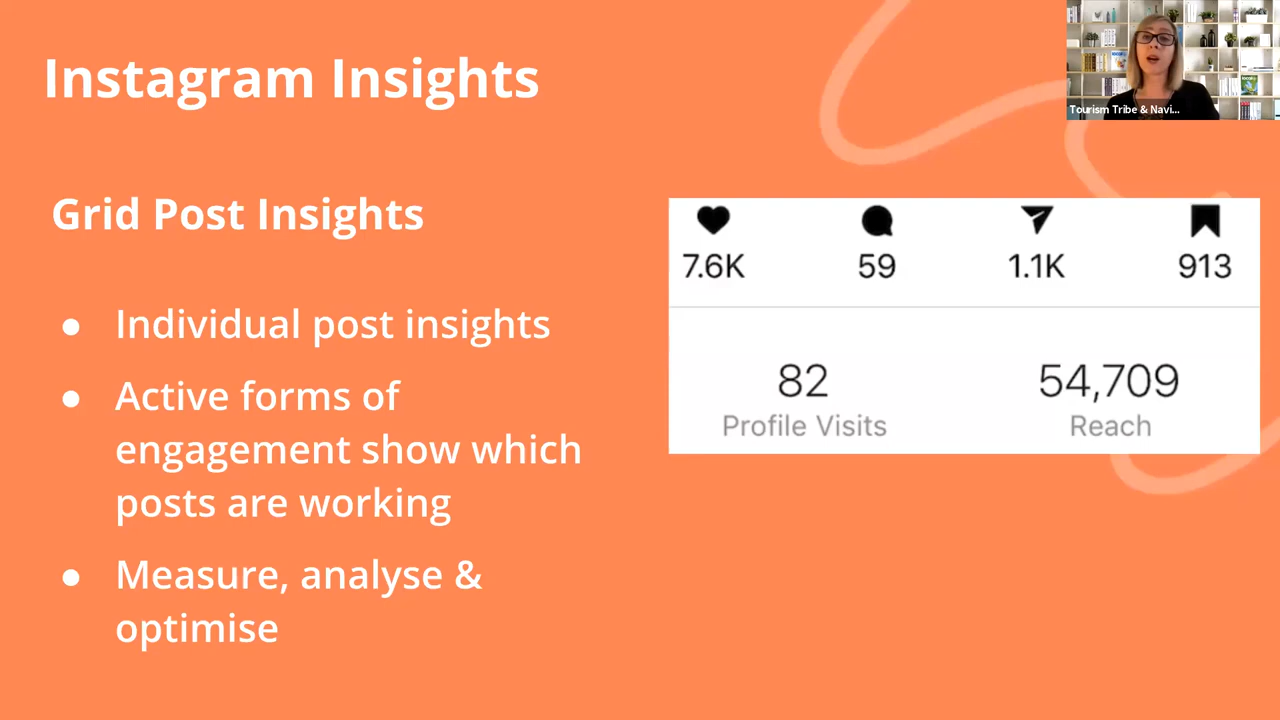 Instagram Insights
Tourism Tribe & Navi...
Grid Post Insights
7.6K 59 1.1K 913
● Individual post insights
82 54,709
Profile Visits Reach
● Active forms of
engagement show which
posts are working
● Measure, analyse &
optimise